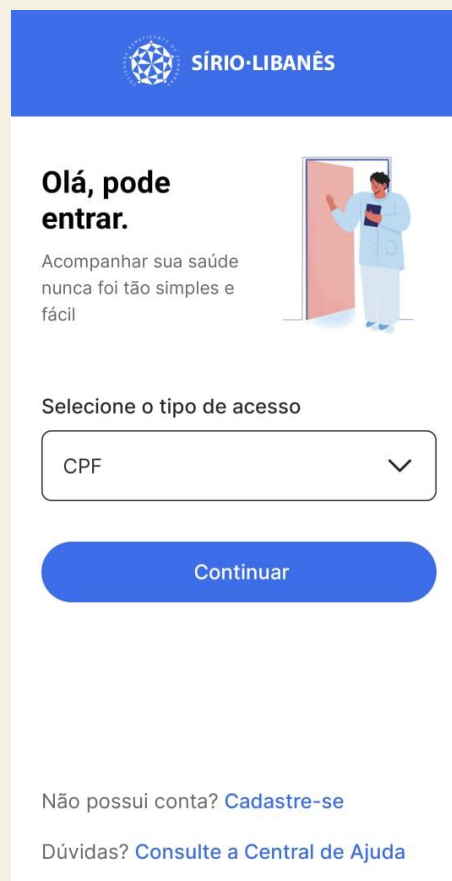 SÍRIO·LIBANÊS
Olá, pode
entrar.
Acompanhar sua saúde
nunca foi tão simples e
fácil
Selecione o tipo de acesso
CPF
Continuar
Não possui conta? Cadastre-se
Dúvidas? Consulte a Central de Ajuda